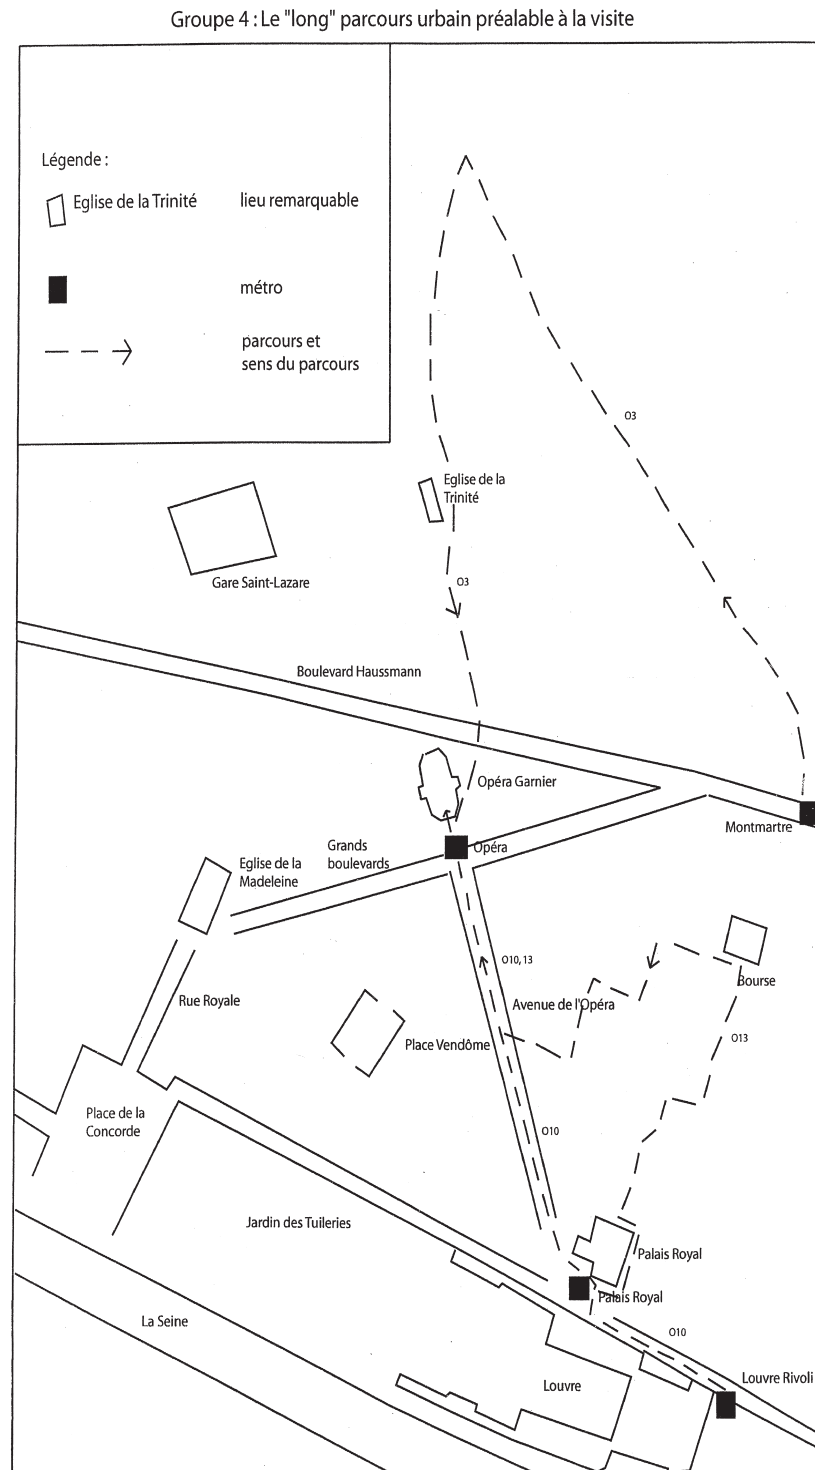 Groupe 4 : Le "long" parcours urbain préalable à la visite
Légende :
Eglise de la Trinité
lieu remarquable
métro
parcours et
sens du parcours
O3
Eglise de la
Trinité
Gare Saint-Lazare
O3
Boulevard Haussmann
Opéra Garnier
Montmartre
Grands
boulevards
Opéra
Eglise de la
Madeleine
O10, 13
Bourse
Rue Royale
Avenue de l'Opéra
Place Vendôme
O13
Place de la
Concorde
O10
Jardin des Tuileries
Palais Royal
Palais Royal
La Seine
O10
Louvre
Louvre Rivoli